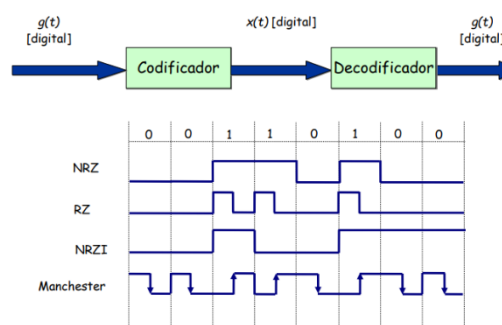 g(t) x(t) [digital] g(t)
[digital] [digital]
Codificador Decodificador
0 0 1 1 0 1 0 0
NRZ
RZ
NRZI
Manchester